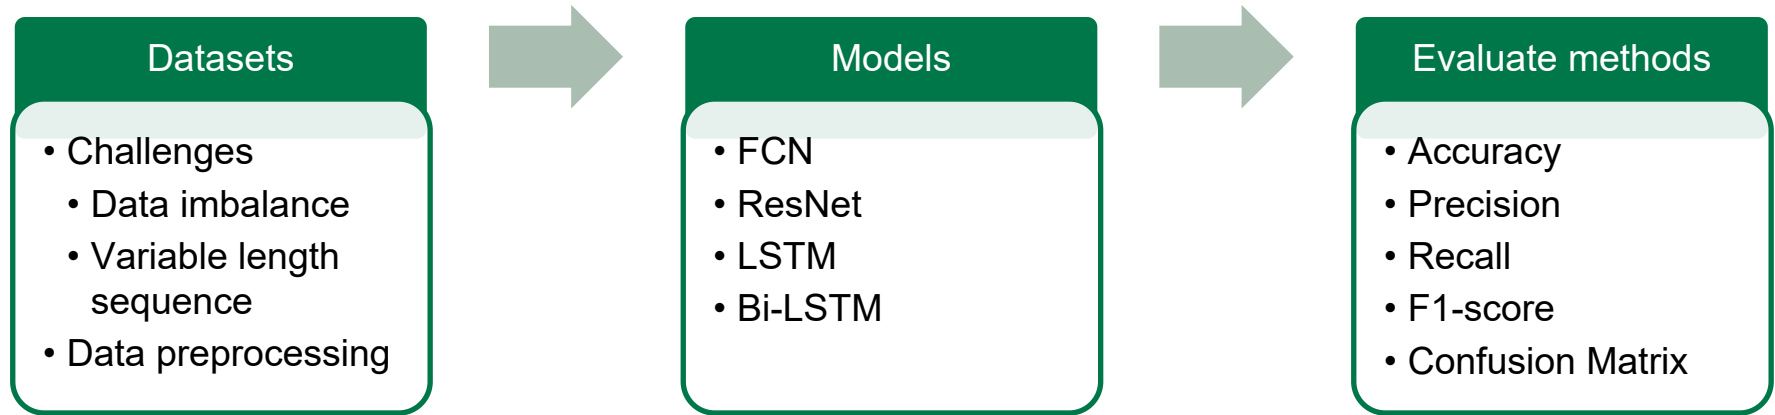 Datasets
• Challenges
• Data imbalance
• Variable length
sequence
• Data preprocessing
Models
• FCN
• ResNet
• LSTM
• Bi-LSTM
Evaluate methods
• Accuracy
• Precision
• Recall
• F1-score
• Confusion Matrix